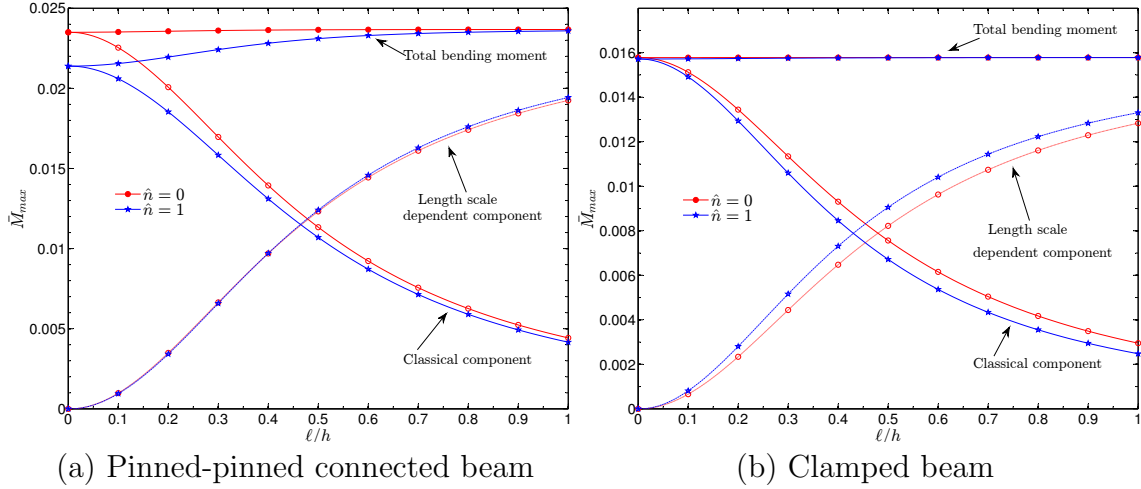 0.025
0.02
0.015
0.01
0.005
0
M̄max
Total bending moment
n̂ = 0
n̂ = 1
Length scale
dependent component
Classical component
0 0.1 0.2 0.3 0.4 0.5 0.6 0.7 0.8 0.9 1
ℓ/h
(a) Pinned-pinned connected beam
0.016
0.014
0.012
0.01
0.008
0.006
0.004
0.002
0
M̄max
Total bending moment
n̂ = 0
n̂ = 1
Length scale
dependent component
Classical component
0 0.1 0.2 0.3 0.4 0.5 0.6 0.7 0.8 0.9 1
ℓ/h
(b) Clamped beam